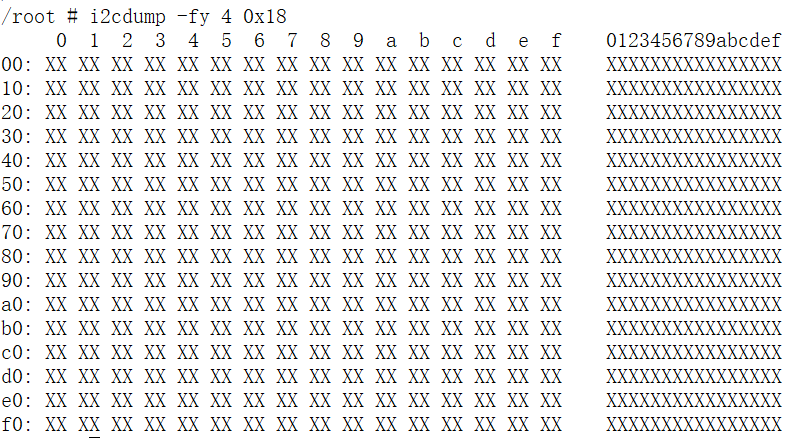 /root # i2cdump -fy 4 0x18
     0  1  2  3  4  5  6  7  8  9  a  b  c  d  e  f    0123456789abcdef
00: XX XX XX XX XX XX XX XX XX XX XX XX XX XX XX XX    XXXXXXXXXXXXXXXX
10: XX XX XX XX XX XX XX XX XX XX XX XX XX XX XX XX    XXXXXXXXXXXXXXXX
20: XX XX XX XX XX XX XX XX XX XX XX XX XX XX XX XX    XXXXXXXXXXXXXXXX
30: XX XX XX XX XX XX XX XX XX XX XX XX XX XX XX XX    XXXXXXXXXXXXXXXX
40: XX XX XX XX XX XX XX XX XX XX XX XX XX XX XX XX    XXXXXXXXXXXXXXXX
50: XX XX XX XX XX XX XX XX XX XX XX XX XX XX XX XX    XXXXXXXXXXXXXXXX
60: XX XX XX XX XX XX XX XX XX XX XX XX XX XX XX XX    XXXXXXXXXXXXXXXX
70: XX XX XX XX XX XX XX XX XX XX XX XX XX XX XX XX    XXXXXXXXXXXXXXXX
80: XX XX XX XX XX XX XX XX XX XX XX XX XX XX XX XX    XXXXXXXXXXXXXXXX
90: XX XX XX XX XX XX XX XX XX XX XX XX XX XX XX XX    XXXXXXXXXXXXXXXX
a0: XX XX XX XX XX XX XX XX XX XX XX XX XX XX XX XX    XXXXXXXXXXXXXXXX
b0: XX XX XX XX XX XX XX XX XX XX XX XX XX XX XX XX    XXXXXXXXXXXXXXXX
c0: XX XX XX XX XX XX XX XX XX XX XX XX XX XX XX XX    XXXXXXXXXXXXXXXX
d0: XX XX XX XX XX XX XX XX XX XX XX XX XX XX XX XX    XXXXXXXXXXXXXXXX
e0: XX XX XX XX XX XX XX XX XX XX XX XX XX XX XX XX    XXXXXXXXXXXXXXXX
f0: XX XX XX XX XX XX XX XX XX XX XX XX XX XX XX XX    XXXXXXXXXXXXXXXX